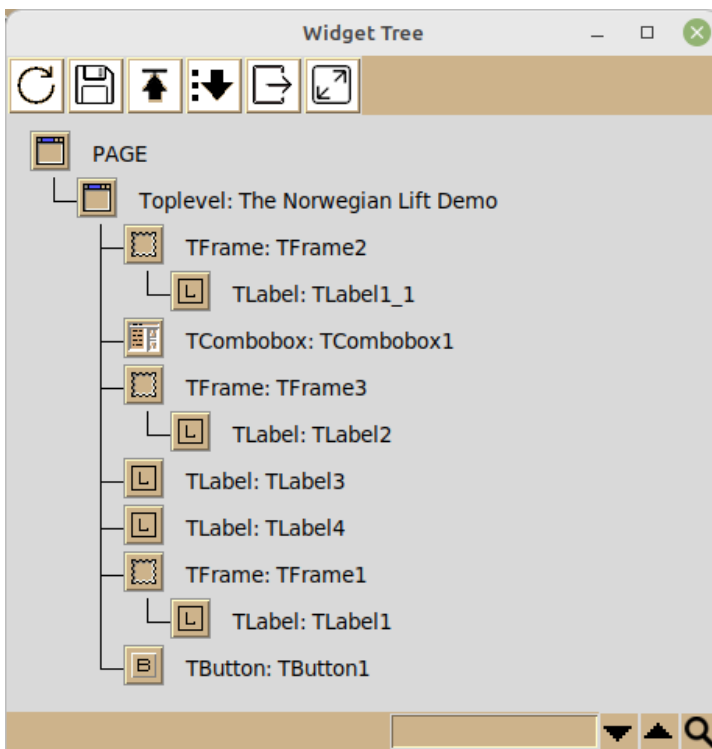 Widget Tree
PAGE
Toplevel: The Norwegian Lift Demo
TFrame: TFrame2
L
TLabel: TLabel1_1
TCombobox: TCombobox1
TFrame: TFrame3
L
TLabel: TLabel2
L
TLabel: TLabel3
L
TLabel: TLabel4
TFrame: TFrame1
L
TLabel: TLabel1
B
TButton: TButton1